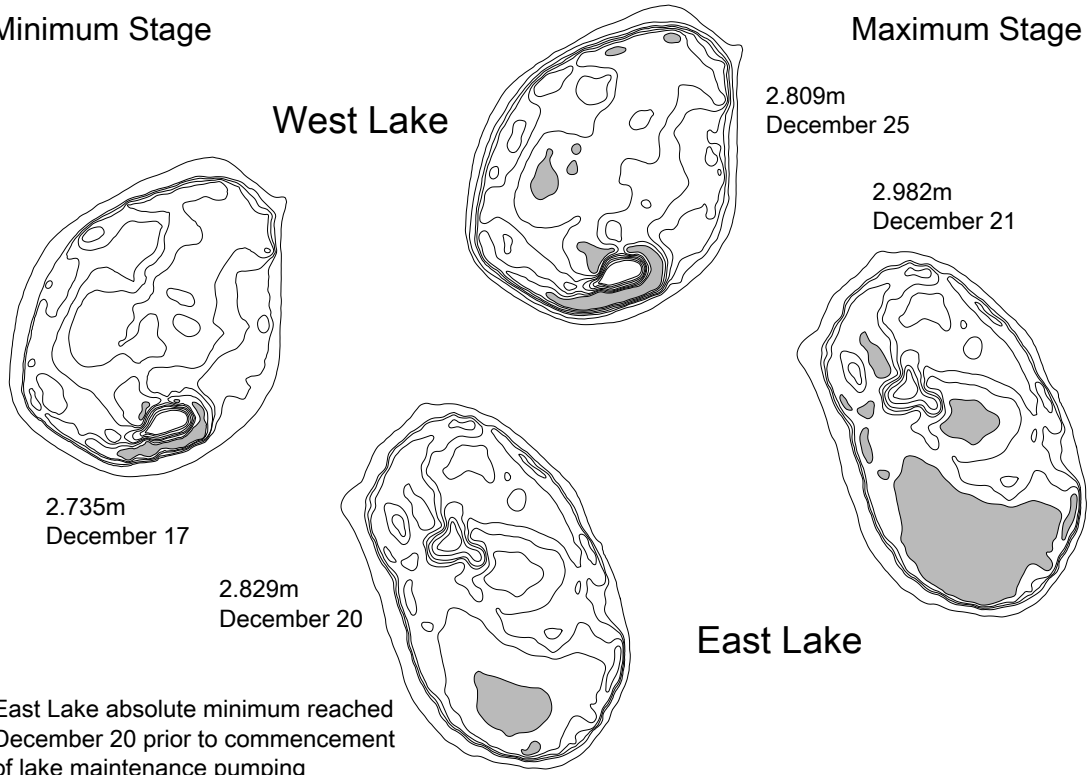 Minimum Stage
Maximum Stage
West Lake
2.809m
December 25
2.982m
December 21
2.735m
December 17
2.829m
December 20
East Lake
East Lake absolute minimum reached
December 20 prior to commencement
of lake maintenance pumping